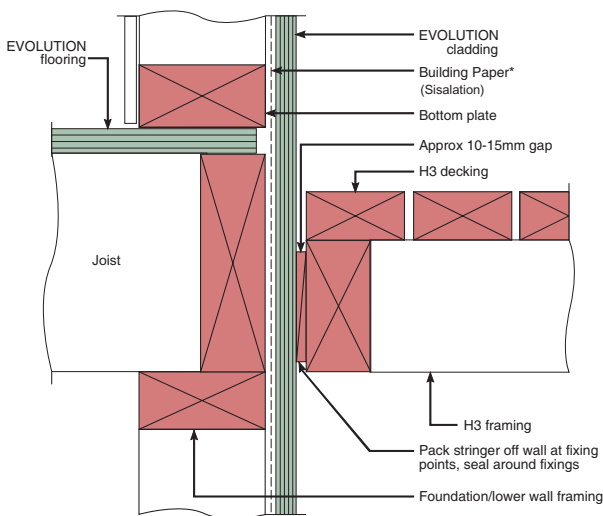 EVOLUTION
flooring
EVOLUTION
cladding
Building Paper*
(Sisalation)
Bottom plate
Approx 10-15mm gap
H3 decking
Joist
H3 framing
Pack stringer off wall at fixing
points, seal around fixings
Foundation/lower wall framing